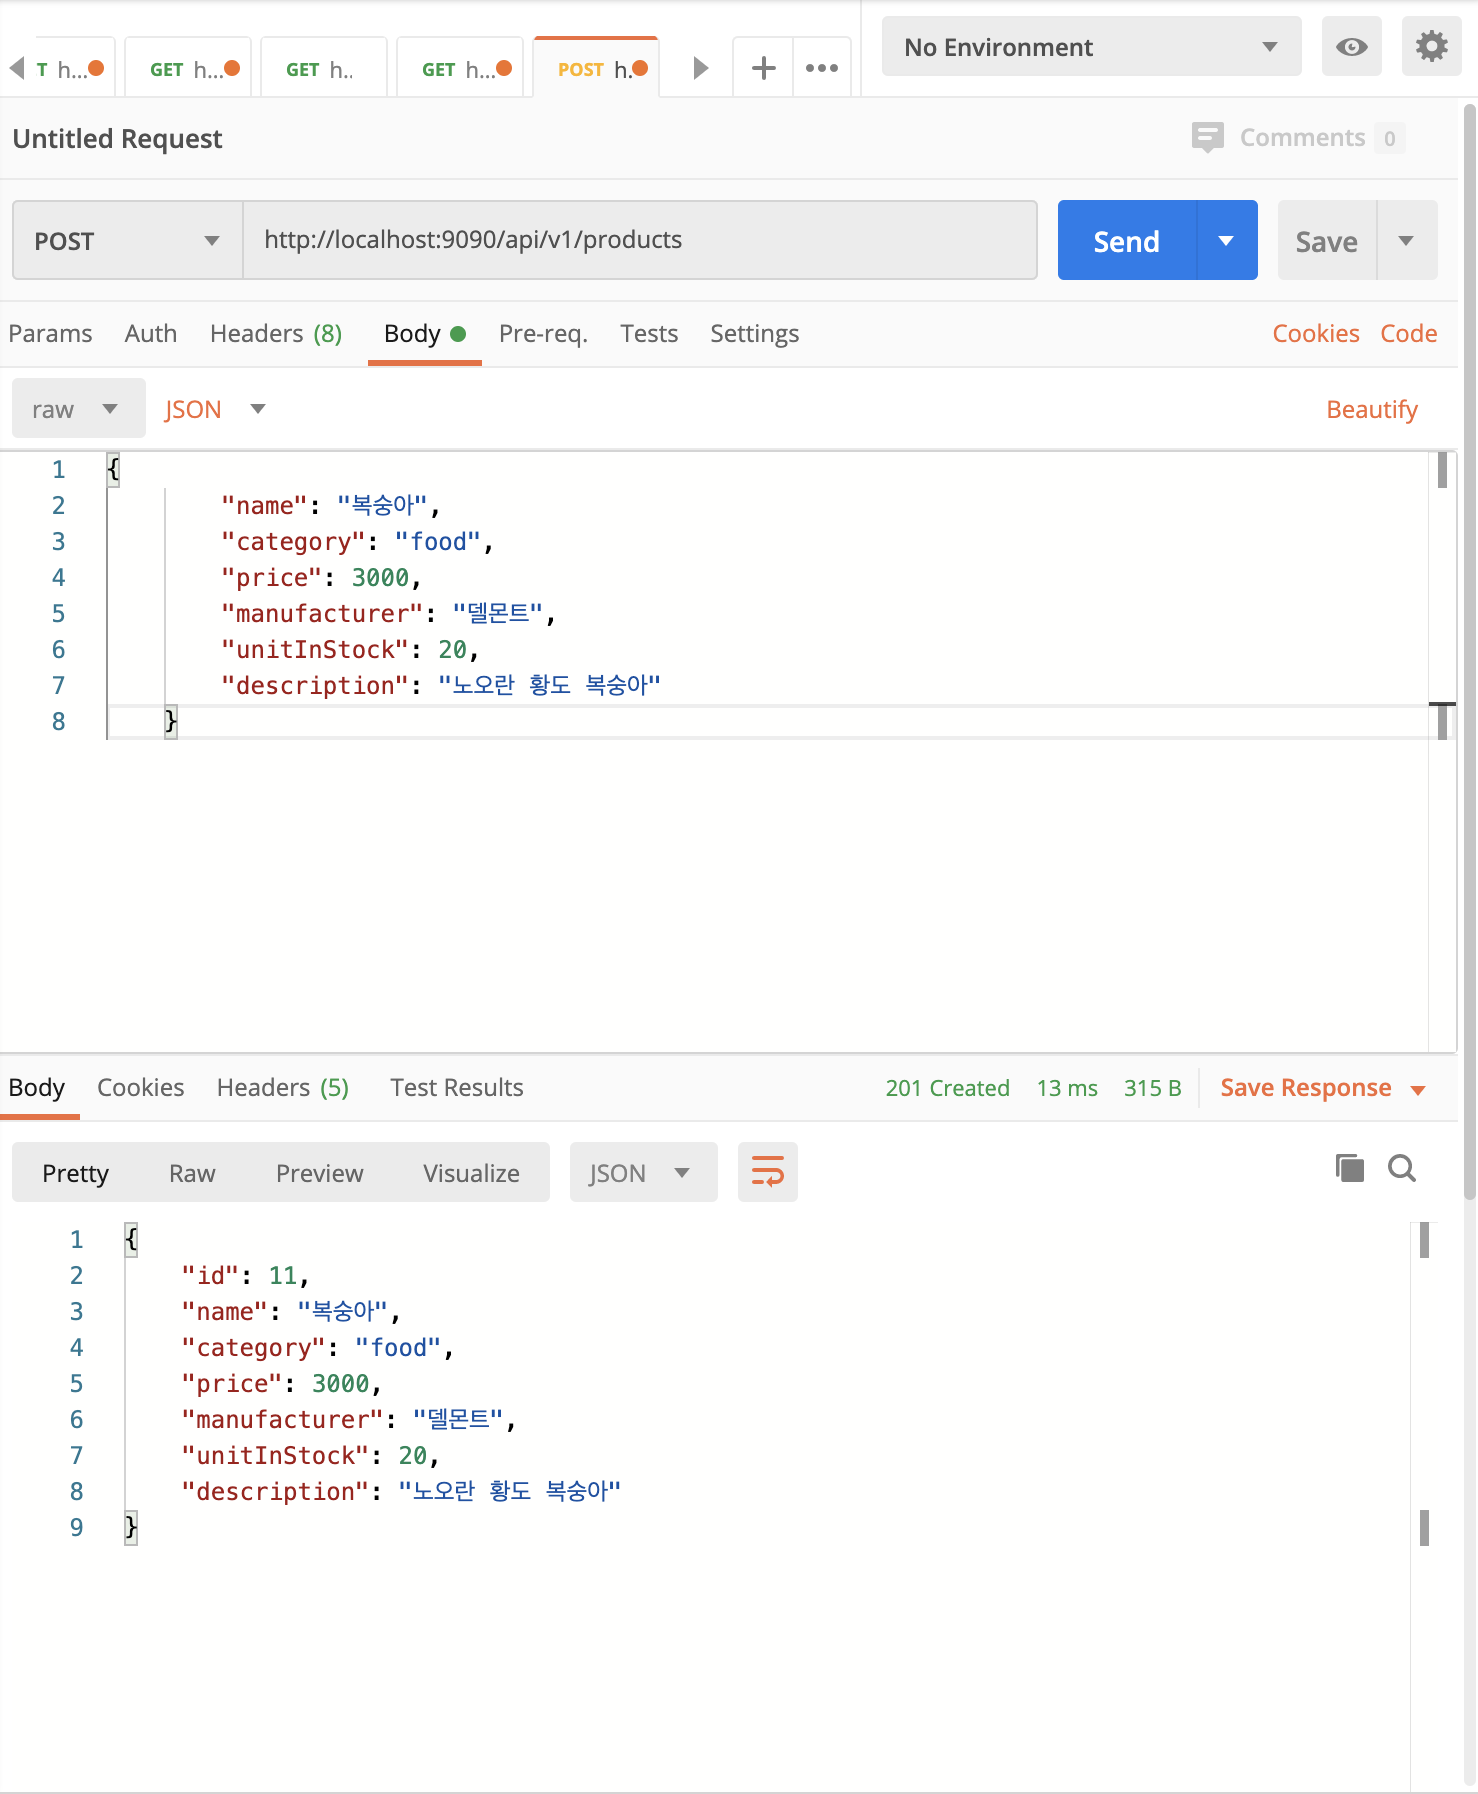 T h... GET h... GET h.. GET h... POST h. No Environment
Untitled Request Comments 0
POST http://localhost:9090/api/v1/products Send Save
Params Auth Headers (8) Body Pre-req. Tests Settings Cookies Code
raw JSON Beautify
1 {
2 "name": "복숭아",
3 "category": "food",
4 "price": 3000,
5 "manufacturer": "델몬트",
6 "unitInStock": 20,
7 "description": "노오란 황도 복숭아"
8 }
Body Cookies Headers (5) Test Results 201 Created 13 ms 315 B Save Response
Pretty Raw Preview Visualize JSON
1 {
2 "id": 11,
3 "name": "복숭아",
4 "category": "food",
5 "price": 3000,
6 "manufacturer": "델몬트",
7 "unitInStock": 20,
8 "description": "노오란 황도 복숭아"
9 }